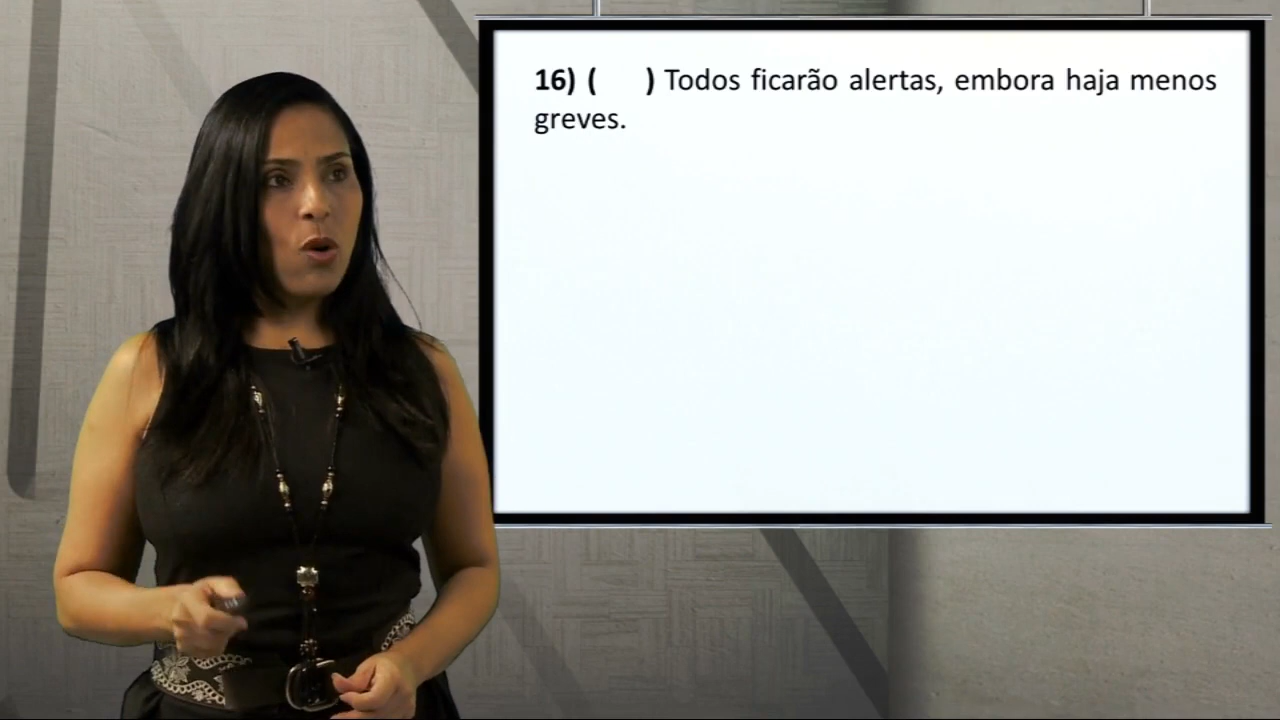 16) (    ) Todos ficarão alertas, embora haja menos
greves.